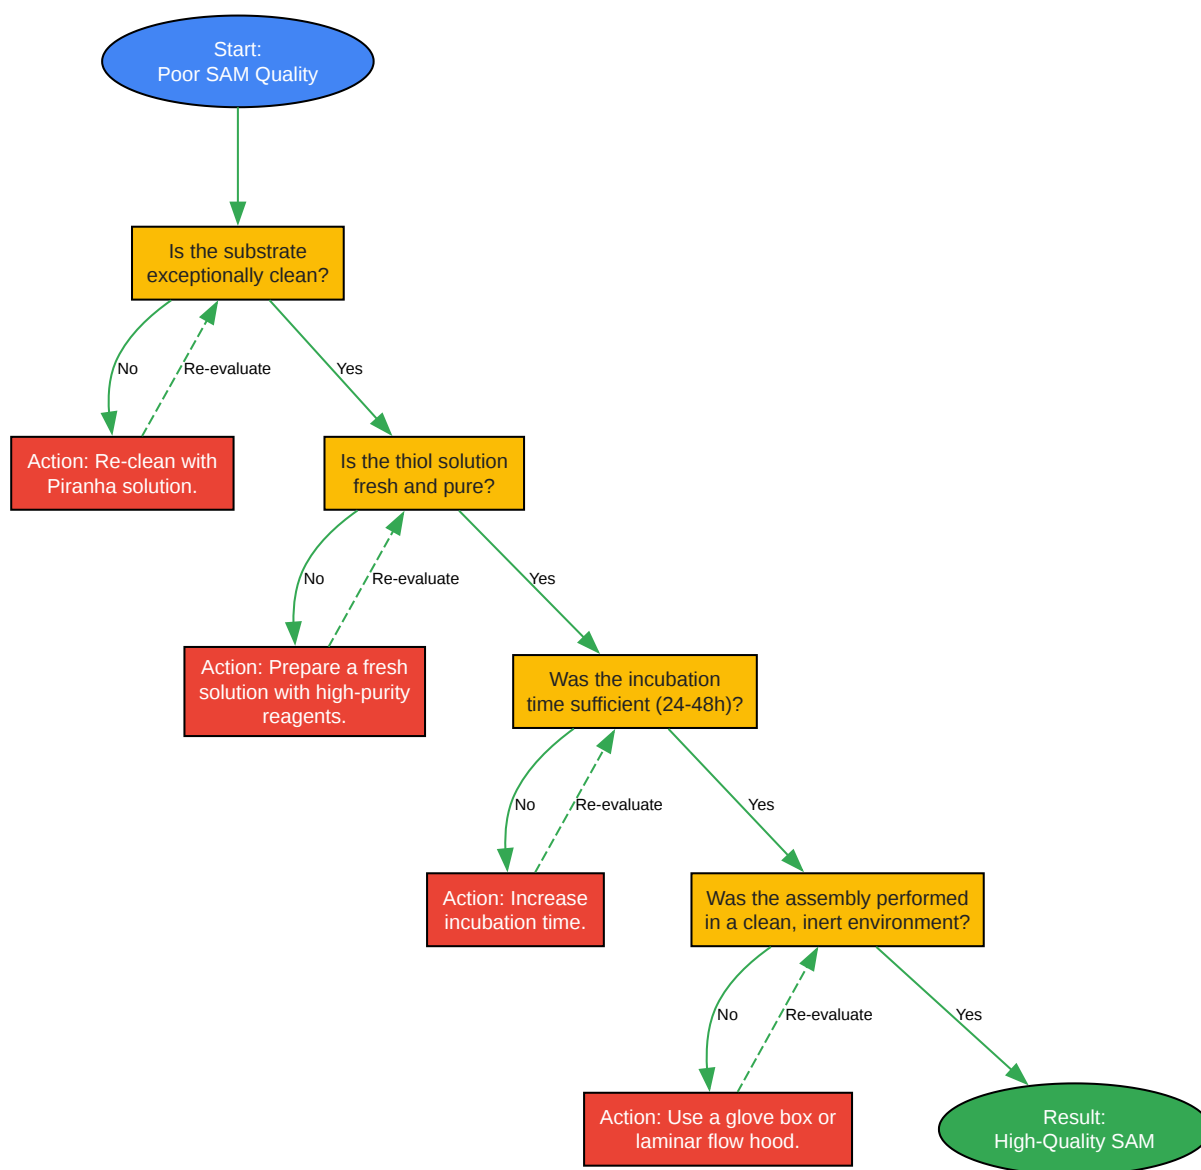 Start:
Poor SAM Quality
Is the substrate
exceptionally clean?
No
Re-evaluate
Yes
Action: Re-clean with
Piranha solution.
Is the thiol solution
fresh and pure?
No
Re-evaluate
Yes
Action: Prepare a fresh
solution with high-purity
reagents.
Was the incubation
time sufficient (24-48h)?
No
Re-evaluate
Yes
Action: Increase
incubation time.
Was the assembly performed
in a clean, inert environment?
No
Re-evaluate
Yes
Action: Use a glove box or
laminar flow hood.
Result:
High-Quality SAM